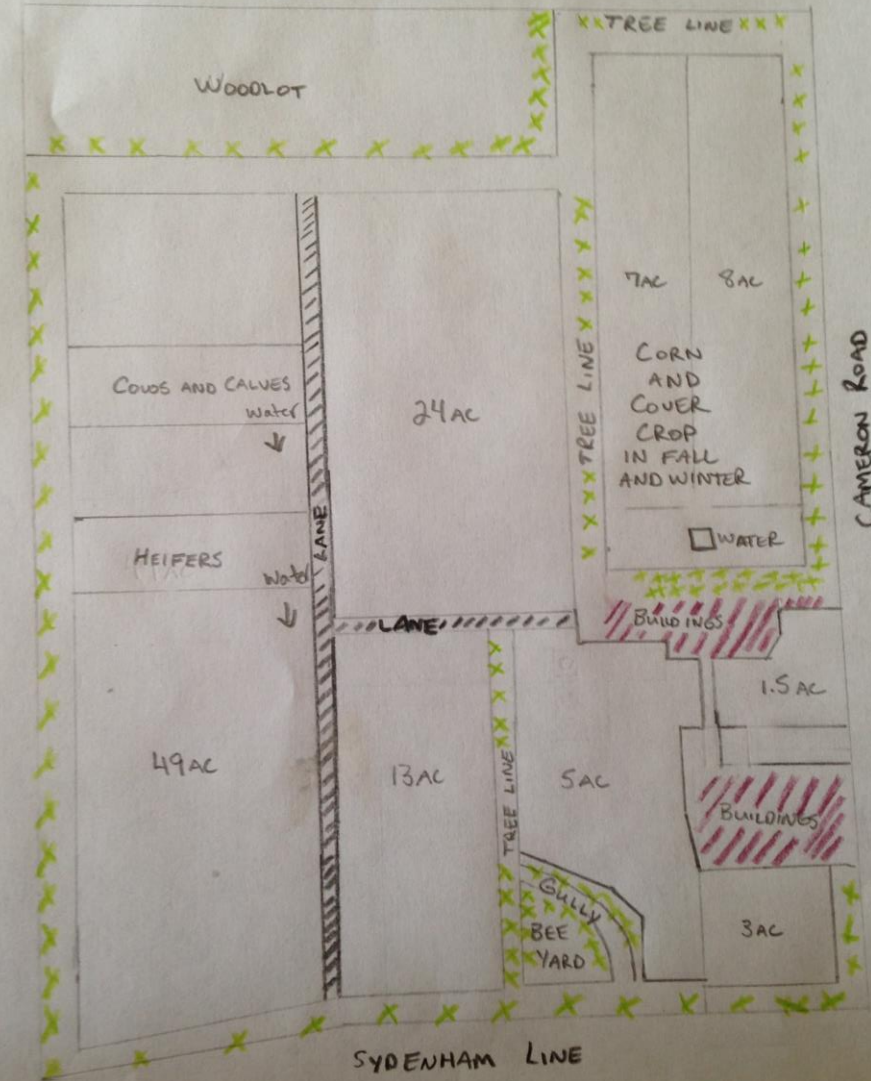 TREE LINE
WOODLOT
7AC
8AC
CORN
AND
COVER
CROP
IN FALL
AND WINTER
CAMERON ROAD
TREE LINE
24AC
COWS AND CALVES
Water
LANE
HEIFERS
Water
WATER
BUILDINGS
LANE
1.5 AC
49AC
13AC
TREE LINE
5AC
BUILDINGS
GULLY
BEE
YARD
3AC
SYDENHAM LINE